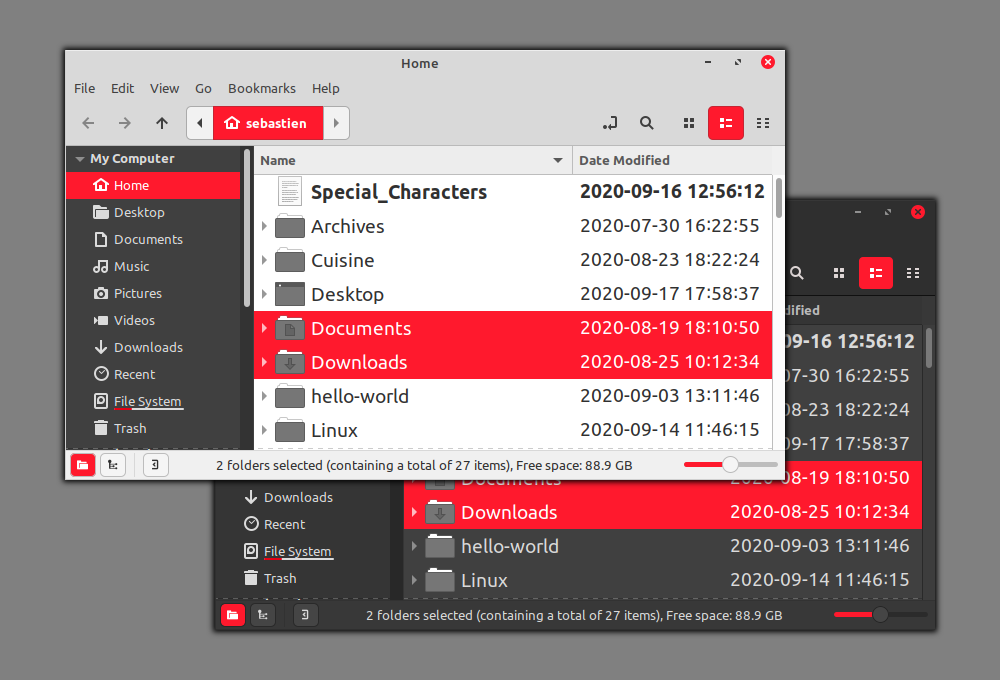 Home
File Edit View Go Bookmarks Help
sebastien
My Computer
Home
Desktop
Documents
Music
Pictures
Videos
Downloads
Recent
File System
Trash
Name Date Modified
Special_Characters 2020-09-16 12:56:12
Archives 2020-07-30 16:22:55
Cuisine 2020-08-23 18:22:24
Desktop 2020-09-17 17:58:37
Documents 2020-08-19 18:10:50
Downloads 2020-08-25 10:12:34
hello-world 2020-09-03 13:11:46
Linux 2020-09-14 11:46:15
2 folders selected (containing a total of 27 items), Free space: 88.9 GB
dified
09-16 12:56:12
07-30 16:22:55
08-23 18:22:24
09-17 17:58:37
Documents 2020-08-19 18:10:50
Downloads
Recent
File System
Trash
Downloads 2020-08-25 10:12:34
hello-world 2020-09-03 13:11:46
Linux 2020-09-14 11:46:15
2 folders selected (containing a total of 27 items), Free space: 88.9 GB